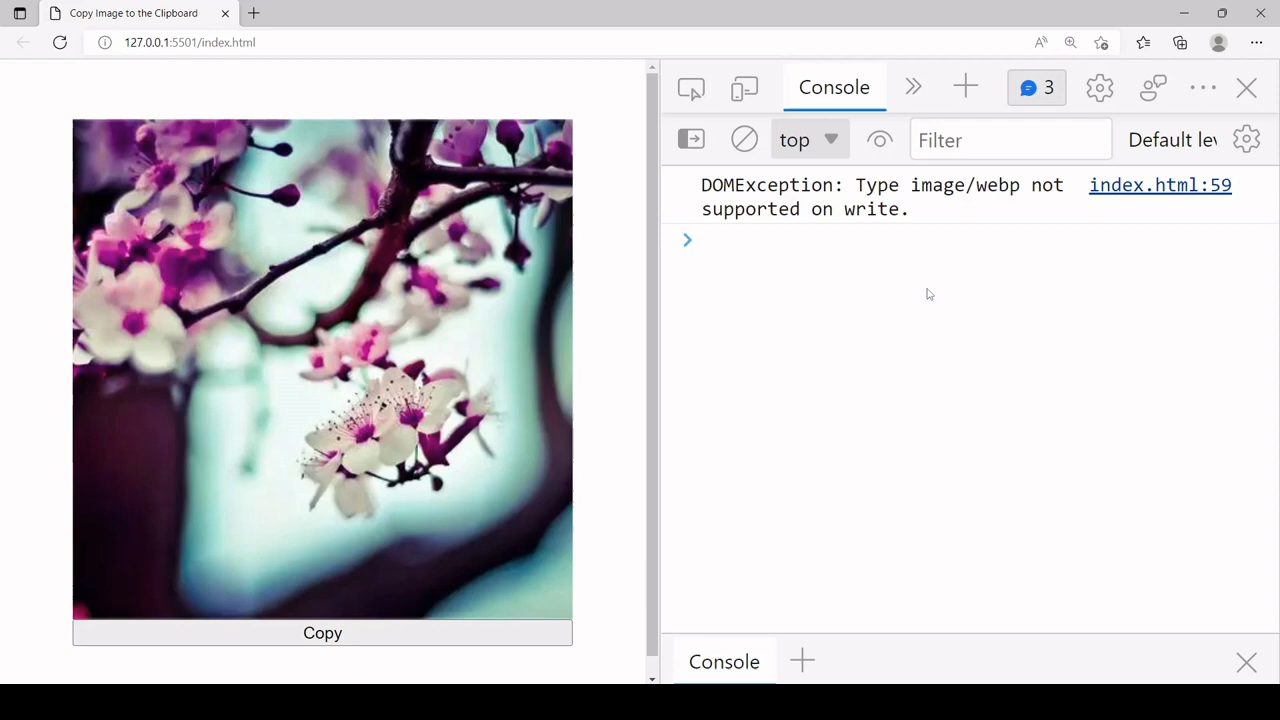 Copy Image to the Clipboard
127.0.0.1:5501/index.html
Console
3
top
Filter
Default lev
DOMException: Type image/webp not index.html:59
supported on write.
Copy
Console